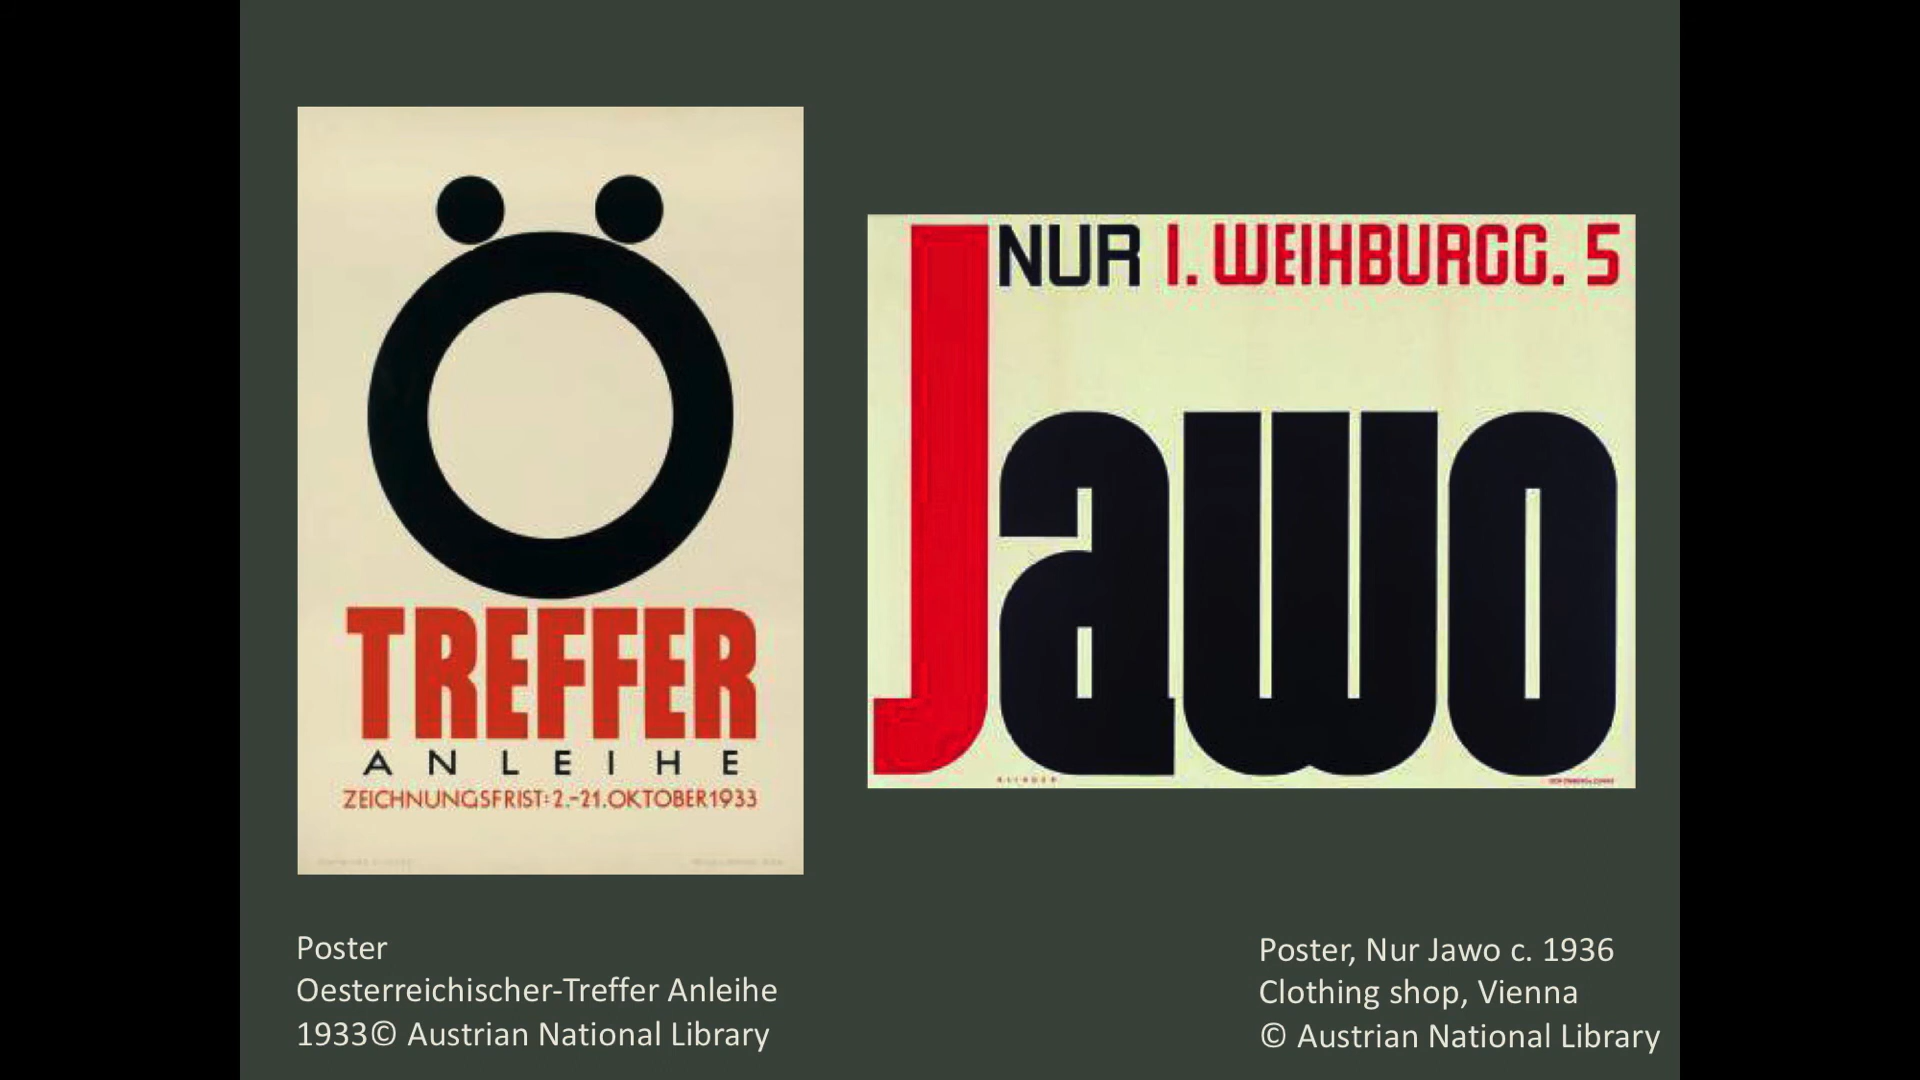 Ö
TREFFER
ANLEIHE
ZEICHNUNGSFRIST: 2.-21.OKTOBER 1933
NUR I. WEIHBURGG. 5
Jawo
KLINGER
Poster
Oesterreichischer-Treffer Anleihe
1933© Austrian National Library
Poster, Nur Jawo c. 1936
Clothing shop, Vienna
© Austrian National Library